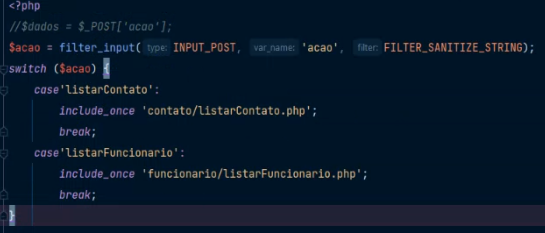 <?php
//$dados = $_POST['acao'];
$acao = filter_input( type: INPUT_POST, var_name: 'acao', filter: FILTER_SANITIZE_STRING);
switch ($acao) {
case'listarContato':
include_once 'contato/listarContato.php';
break;
case'listarFuncionario':
include_once 'funcionario/listarFuncionario.php';
break;
}